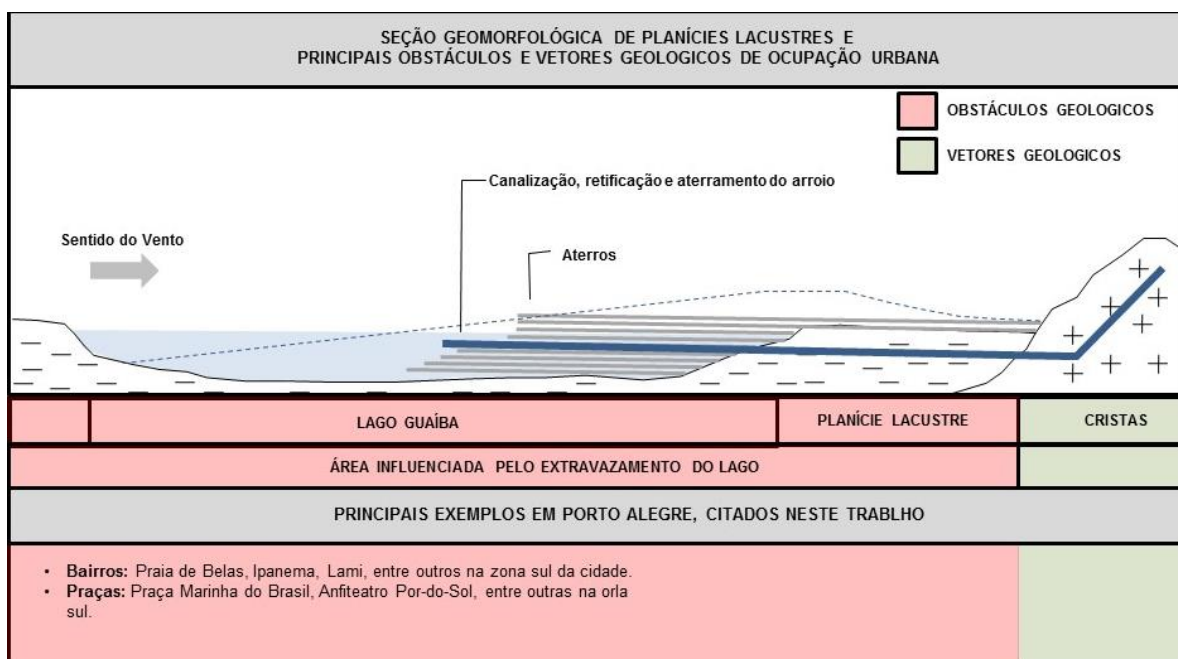 SEÇÃO GEOMORFOLÓGICA DE PLANÍCIES LACUSTRES E
PRINCIPAIS OBSTÁCULOS E VETORES GEOLOGICOS DE OCUPAÇÃO URBANA
OBSTÁCULOS GEOLOGICOS
VETORES GEOLOGICOS
Canalização, retificação e aterramento do arroio
Sentido do Vento
Aterros
LAGO GUAÍBA
PLANÍCIE LACUSTRE
CRISTAS
ÁREA INFLUENCIADA PELO EXTRAVAZAMENTO DO LAGO
PRINCIPAIS EXEMPLOS EM PORTO ALEGRE, CITADOS NESTE TRABLHO
• Bairros: Praia de Belas, Ipanema, Lami, entre outros na zona sul da cidade.
• Praças: Praça Marinha do Brasil, Anfiteatro Por-do-Sol, entre outras na orla
sul.